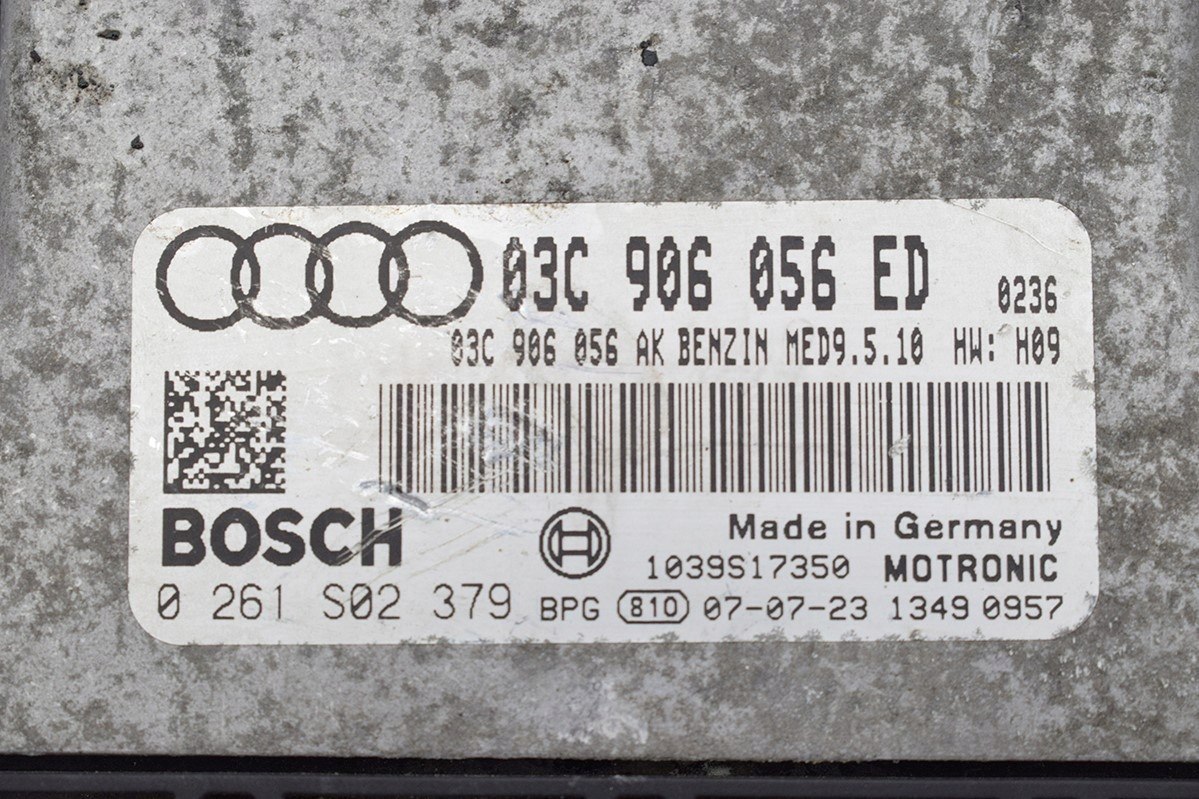 03C 906 056 ED 0236
03C 906 056 AK BENZIN MED9.5.10 HW: H09
BOSCH
Made in Germany
1039S17350 MOTRONIC
0 261 S02 379 BPG 810 07-07-23 1349 0957